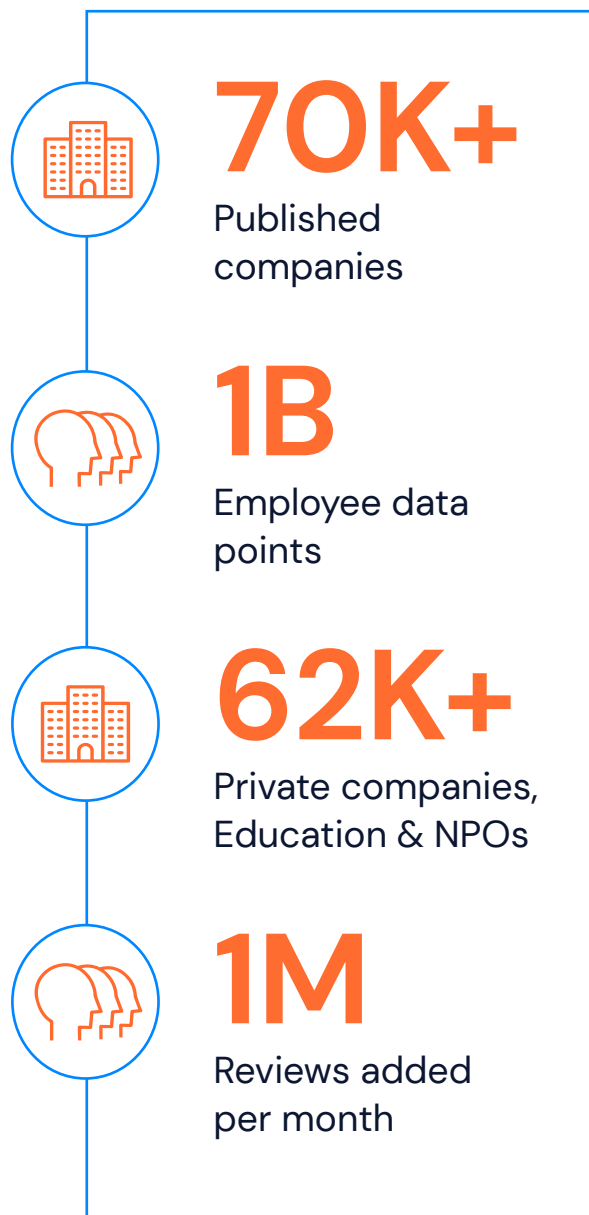 70K+
Published
companies
1B
Employee data
points
62K+
Private companies,
Education & NPOs
1M
Reviews added
per month